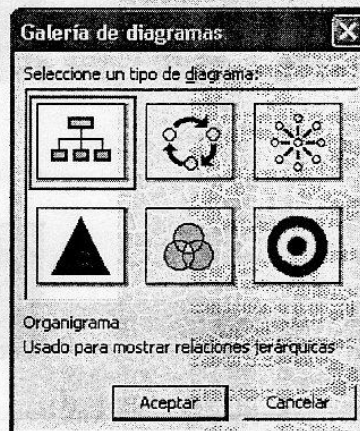 Galería de diagramas
Seleccione un tipo de diagrama:
Organigrama
Usado para mostrar relaciones jerárquicas
Aceptar
Cancelar